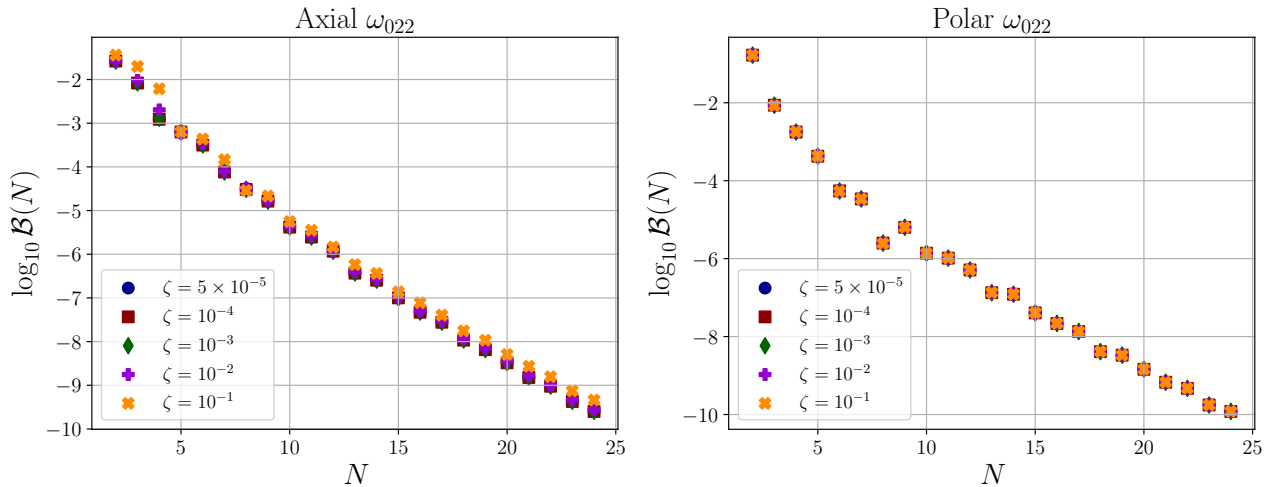 Axial ω₀₂₂
log₁₀ 𝓑(N)
−2
−3
−4
−5
−6
−7
−8
−9
−10
ζ = 5 × 10⁻⁵
ζ = 10⁻⁴
ζ = 10⁻³
ζ = 10⁻²
ζ = 10⁻¹
5
10
15
20
25
N
Polar ω₀₂₂
log₁₀ 𝓑(N)
−2
−4
−6
−8
−10
ζ = 5 × 10⁻⁵
ζ = 10⁻⁴
ζ = 10⁻³
ζ = 10⁻²
ζ = 10⁻¹
5
10
15
20
25
N